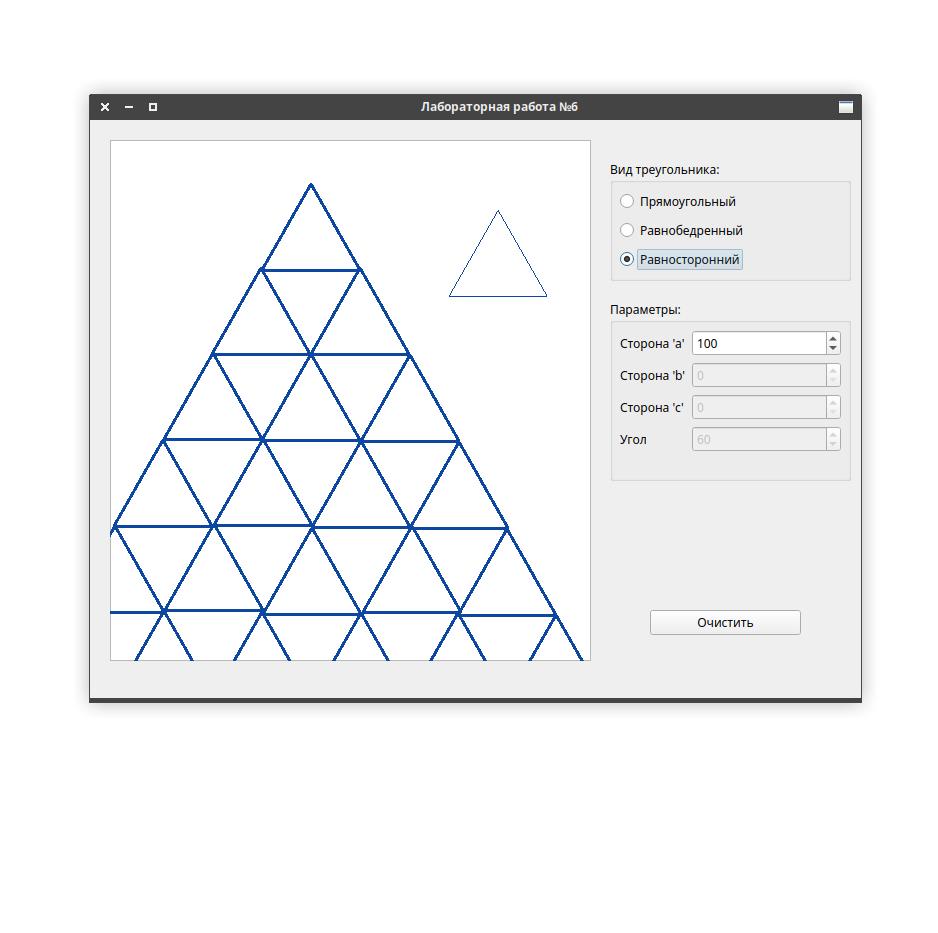 Лабораторная работа №6
Вид треугольника:
Прямоугольный
Равнобедренный
Равносторонний
Параметры:
Сторона 'a' 100
Сторона 'b' 0
Сторона 'c' 0
Угол 60
Очистить